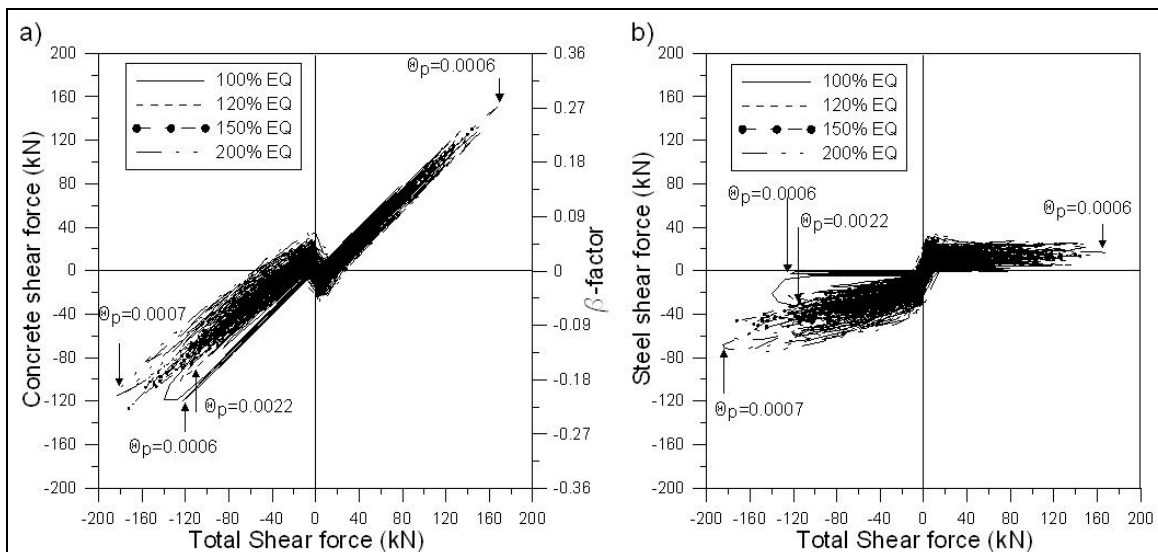 a)
200
160
120
80
40
0
-40
-80
-120
-160
-200
Concrete shear force (kN)
100% EQ
120% EQ
150% EQ
200% EQ
Θp=0.0006
Θp=0.0007
Θp=0.0022
Θp=0.0006
0.36
0.27
0.18
0.09
0
-0.09
-0.18
-0.27
-0.36
β-factor
-200 -160 -120 -80 -40 0 40 80 120 160 200
Total Shear force (kN)
b)
200
160
120
80
40
0
-40
-80
-120
-160
-200
Steel shear force (kN)
100% EQ
120% EQ
150% EQ
200% EQ
Θp=0.0006
Θp=0.0022
Θp=0.0006
Θp=0.0007
-200 -160 -120 -80 -40 0 40 80 120 160 200
Total Shear force (kN)